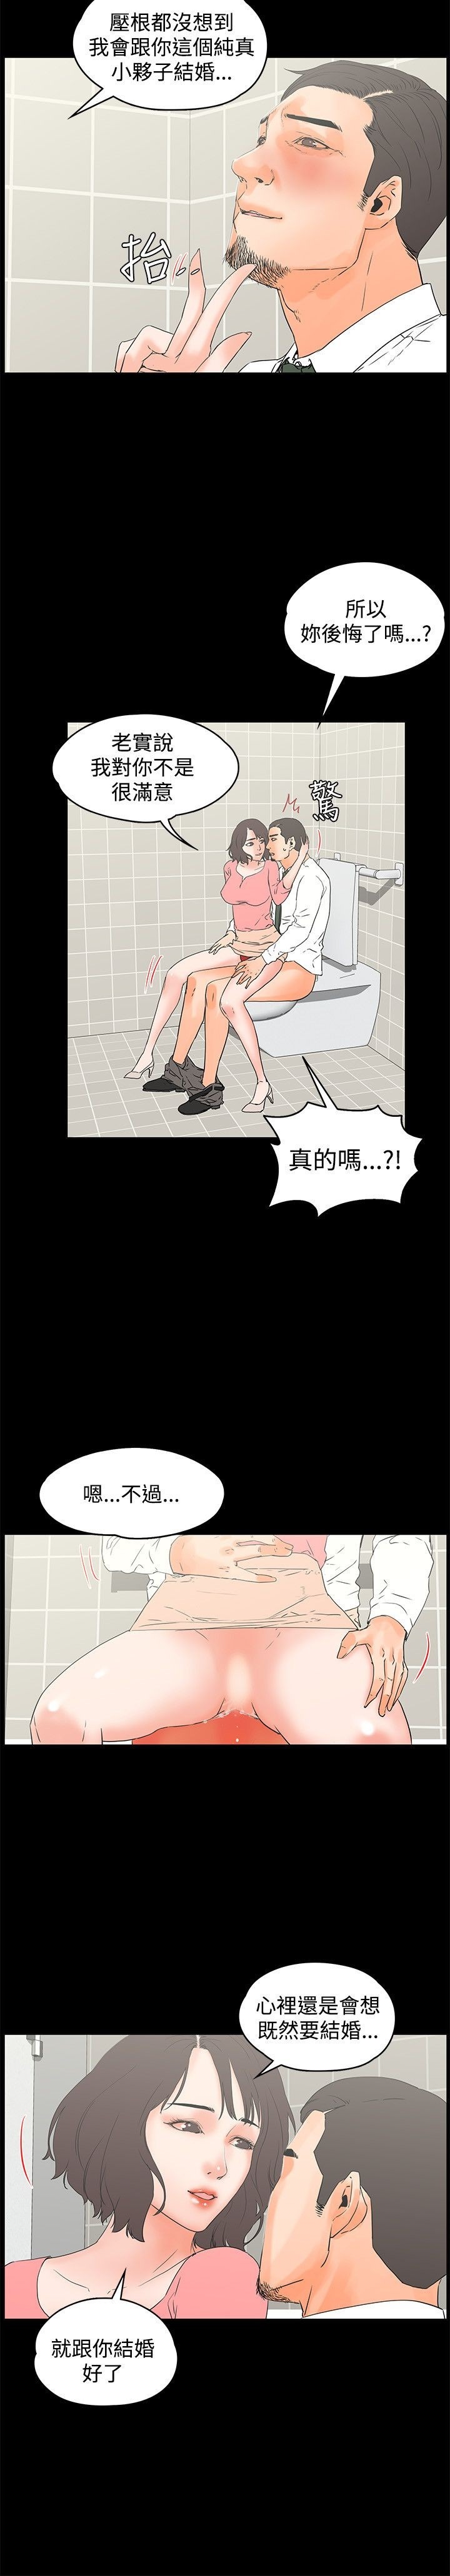 壓根都沒想到
我會跟你這個純真
小夥子結婚...
抬
所以
妳後悔了嗎...?
老實說
我對你不是
很滿意
驚
真的嗎...?!
嗯...不過...
心裡還是會想
既然要結婚...
就跟你結婚
好了